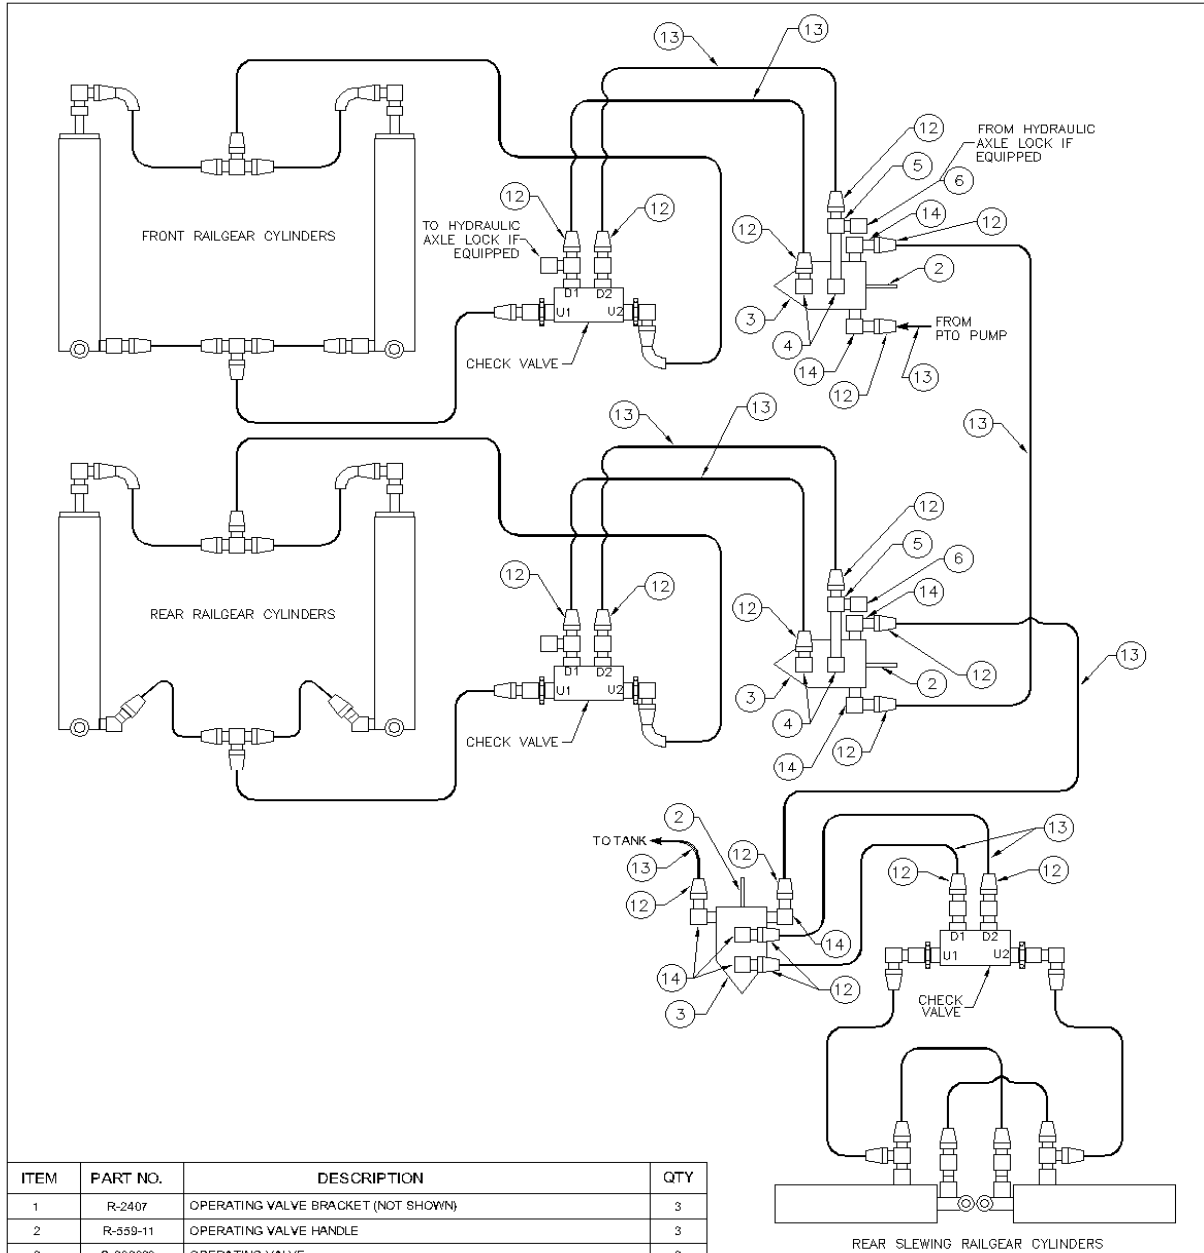 13
13
12
FROM HYDRAULIC
AXLE LOCK IF
EQUIPPED
5
6
12
12
14
12
TO HYDRAULIC
AXLE LOCK IF
EQUIPPED
FRONT RAILGEAR CYLINDERS
12
2
D1 D2
U1 U2
3
FROM
PTO PUMP
CHECK VALVE
4
14
12
13
13
13
13
12
5
12
12
6
14
12
REAR RAILGEAR CYLINDERS
D1 D2
12
13
U1 U2
3
2
4
CHECK VALVE
14
12
2
TO TANK
13
12
13
12
12
12
14
D1 D2
U1 U2
14
12
CHECK
VALVE
3
ITEM PART NO. DESCRIPTION QTY
1 R-2407 OPERATING VALVE BRACKET (NOT SHOWN) 3
2 R-559-11 OPERATING VALVE HANDLE 3
OPERATING VALVE
REAR SLEWING RAILGEAR CYLINDERS